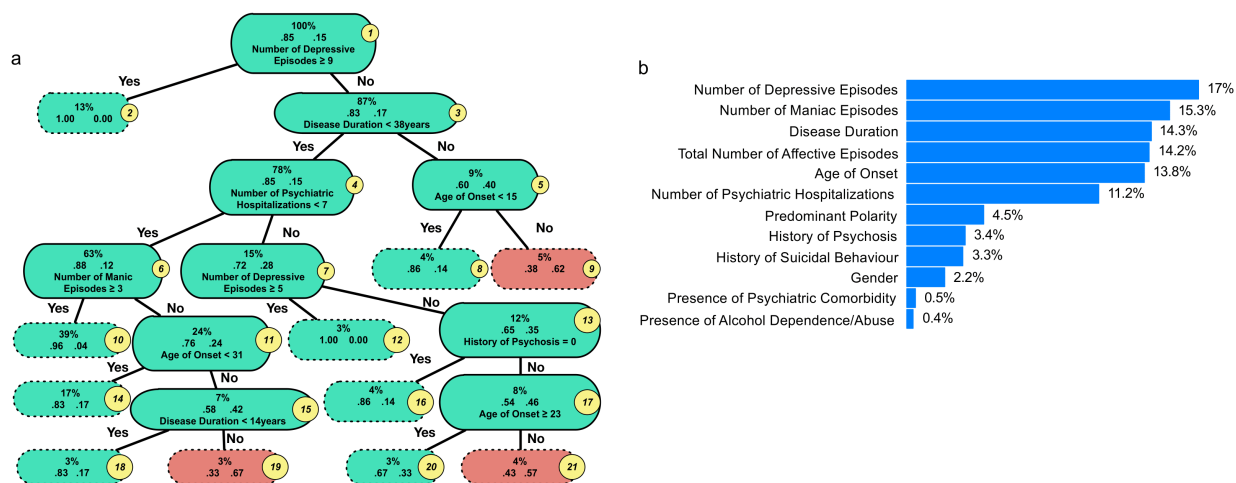 a
100%
.85 .15
Number of Depressive
Episodes ≥ 9
1
Yes
No
13%
1.00 0.00
2
87%
.83 .17
Disease Duration < 38years
3
Yes
No
78%
.85 .15
Number of Psychiatric
Hospitalizations < 7
4
9%
.60 .40
Age of Onset < 15
5
Yes
No
Yes
No
63%
.88 .12
Number of Manic
Episodes ≥ 3
6
15%
.72 .28
Number of Depressive
Episodes ≥ 5
7
4%
.86 .14
8
5%
.38 .62
9
Yes
No
Yes
No
39%
.96 .04
10
24%
.76 .24
Age of Onset < 31
11
3%
1.00 0.00
12
12%
.65 .35
History of Psychosis = 0
13
Yes
No
Yes
No
17%
.83 .17
14
7%
.58 .42
Disease Duration < 14years
15
4%
.86 .14
16
8%
.54 .46
Age of Onset ≥ 23
17
Yes
No
Yes
No
3%
.83 .17
18
3%
.33 .67
19
3%
.67 .33
20
4%
.43 .57
21
b
Number of Depressive Episodes 17%
Number of Maniac Episodes 15.3%
Disease Duration 14.3%
Total Number of Affective Episodes 14.2%
Age of Onset 13.8%
Number of Psychiatric Hospitalizations 11.2%
Predominant Polarity 4.5%
History of Psychosis 3.4%
History of Suicidal Behaviour 3.3%
Gender 2.2%
Presence of Psychiatric Comorbidity 0.5%
Presence of Alcohol Dependence/Abuse 0.4%